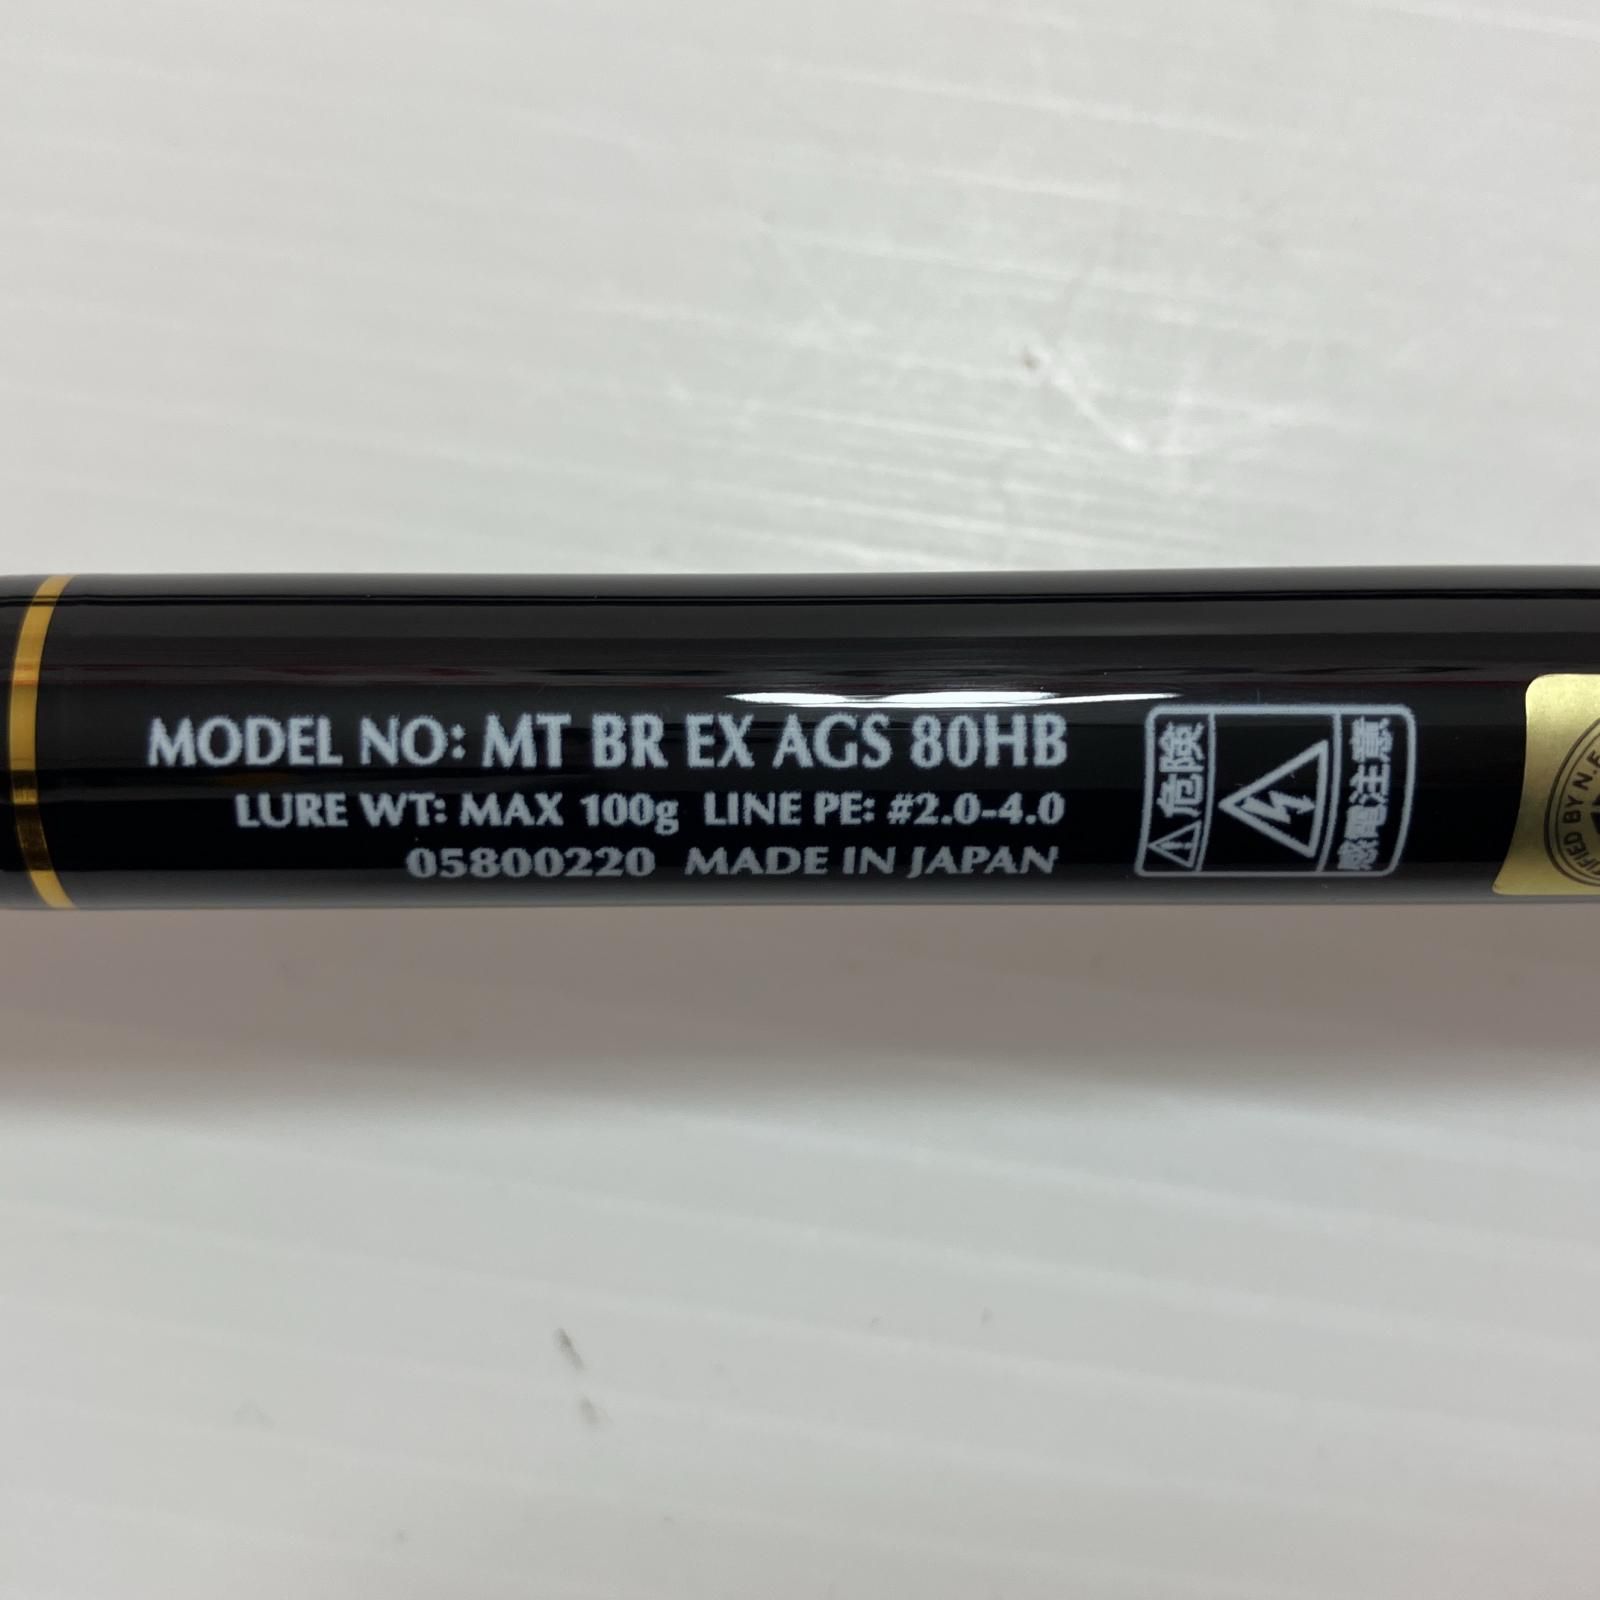 MODEL NO: MT BR EX AGS 80HB
LURE WT: MAX 100g LINE PE: #2.0-4.0
05800220 MADE IN JAPAN
危険
感電注意
BY N.F